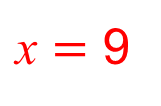 x = 9